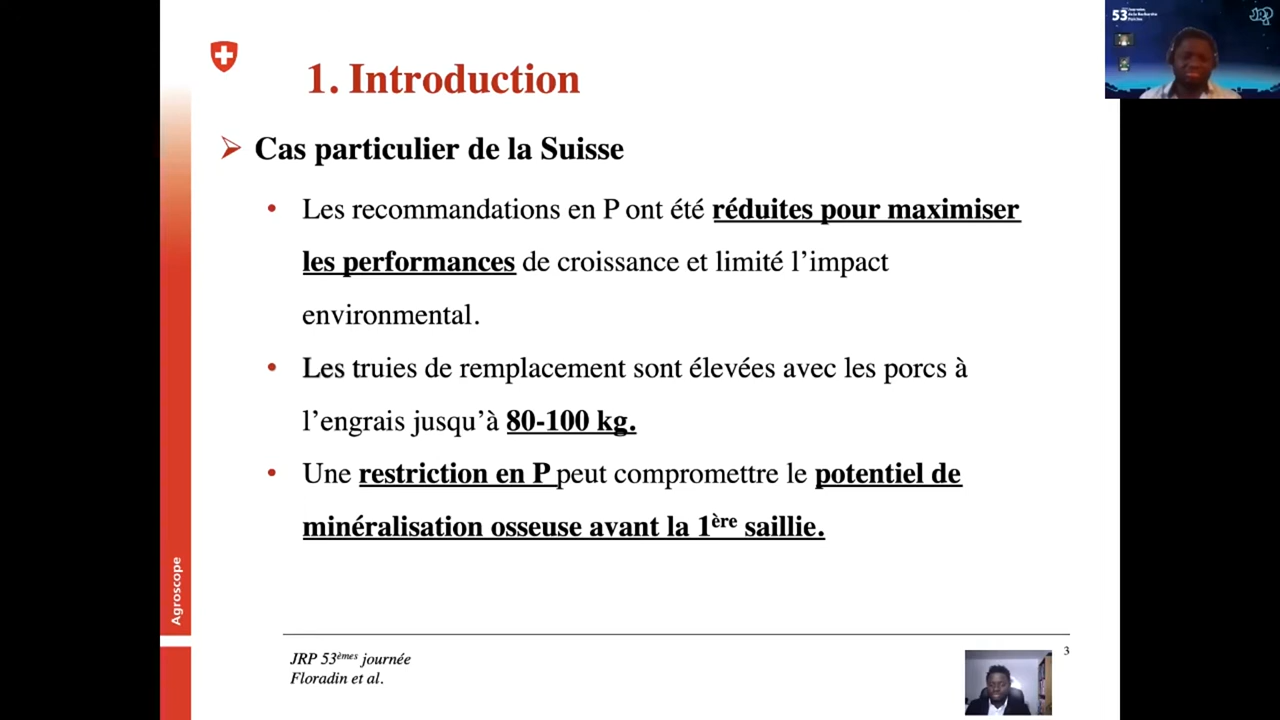 1. Introduction
Cas particulier de la Suisse
Les recommandations en P ont été réduites pour maximiser
les performances de croissance et limité l’impact
environmental.
Les truies de remplacement sont élevées avec les porcs à
l’engrais jusqu’à 80-100 kg.
Une restriction en P peut compromettre le potentiel de
minéralisation osseuse avant la 1ère saillie.
Agroscope
JRP 53èmes journée
Floradin et al.
3
53
JRP